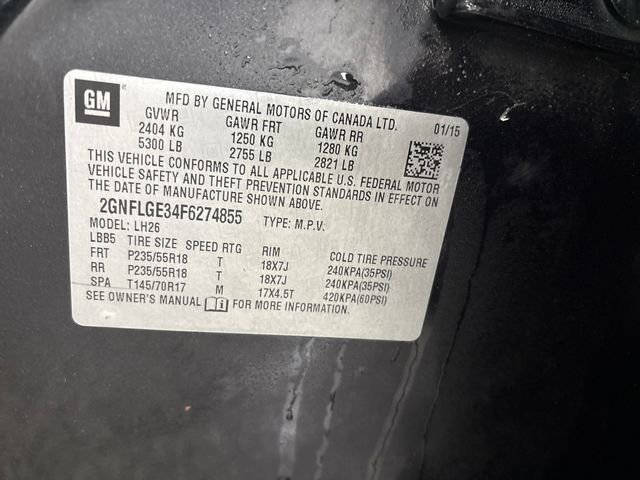 GM
MFD BY GENERAL MOTORS OF CANADA LTD.
GVWR GAWR FRT GAWR RR 01/15
2404 KG 1250 KG 1280 KG
5300 LB 2755 LB 2821 LB
THIS VEHICLE CONFORMS TO ALL APPLICABLE U.S. FEDERAL MOTOR
VEHICLE SAFETY AND THEFT PREVENTION STANDARDS IN EFFECT ON
THE DATE OF MANUFACTURE SHOWN ABOVE.
2GNFLGE34F6274855 TYPE: M.P.V.
MODEL: LH26
LBB5 TIRE SIZE SPEED RTG RIM COLD TIRE PRESSURE
FRT P235/55R18 T 18X7J 240KPA(35PSI)
RR P235/55R18 T 18X7J 240KPA(35PSI)
SPA T145/70R17 M 17X4.5T 420KPA(60PSI)
SEE OWNER'S MANUAL FOR MORE INFORMATION.